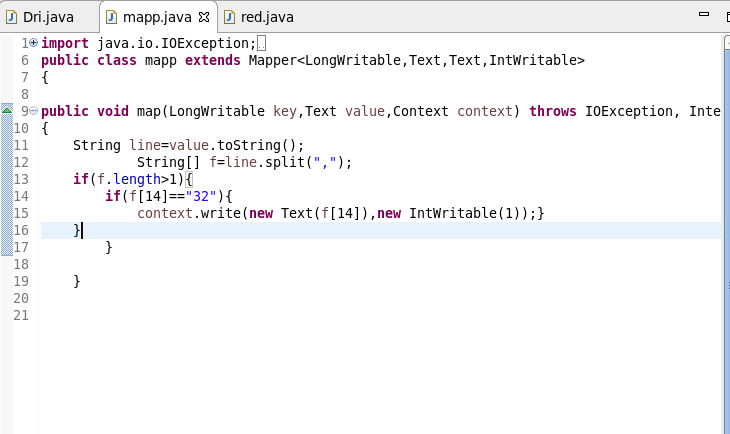 Dri.java mapp.java red.java
1 import java.io.IOException;
6 public class mapp extends Mapper<LongWritable,Text,Text,IntWritable>
7 {
8
9 public void map(LongWritable key,Text value,Context context) throws IOException, Inte
10 {
11 String line=value.toString();
12 String[] f=line.split(",");
13 if(f.length>1){
14 if(f[14]=="32"){
15 context.write(new Text(f[14]),new IntWritable(1));}
16 }
17 }
18
19 }
20
21